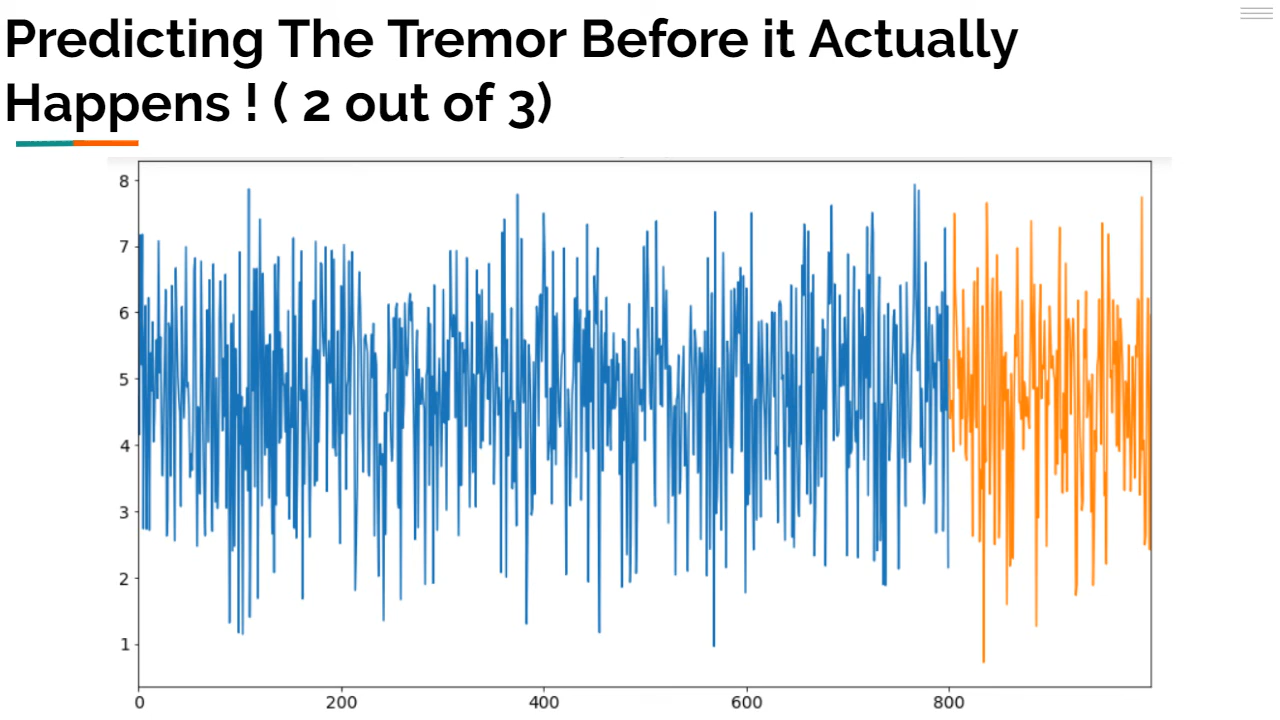 Predicting The Tremor Before it Actually
Happens ! ( 2 out of 3)
8
7
6
5
4
3
2
1
0 200 400 600 800